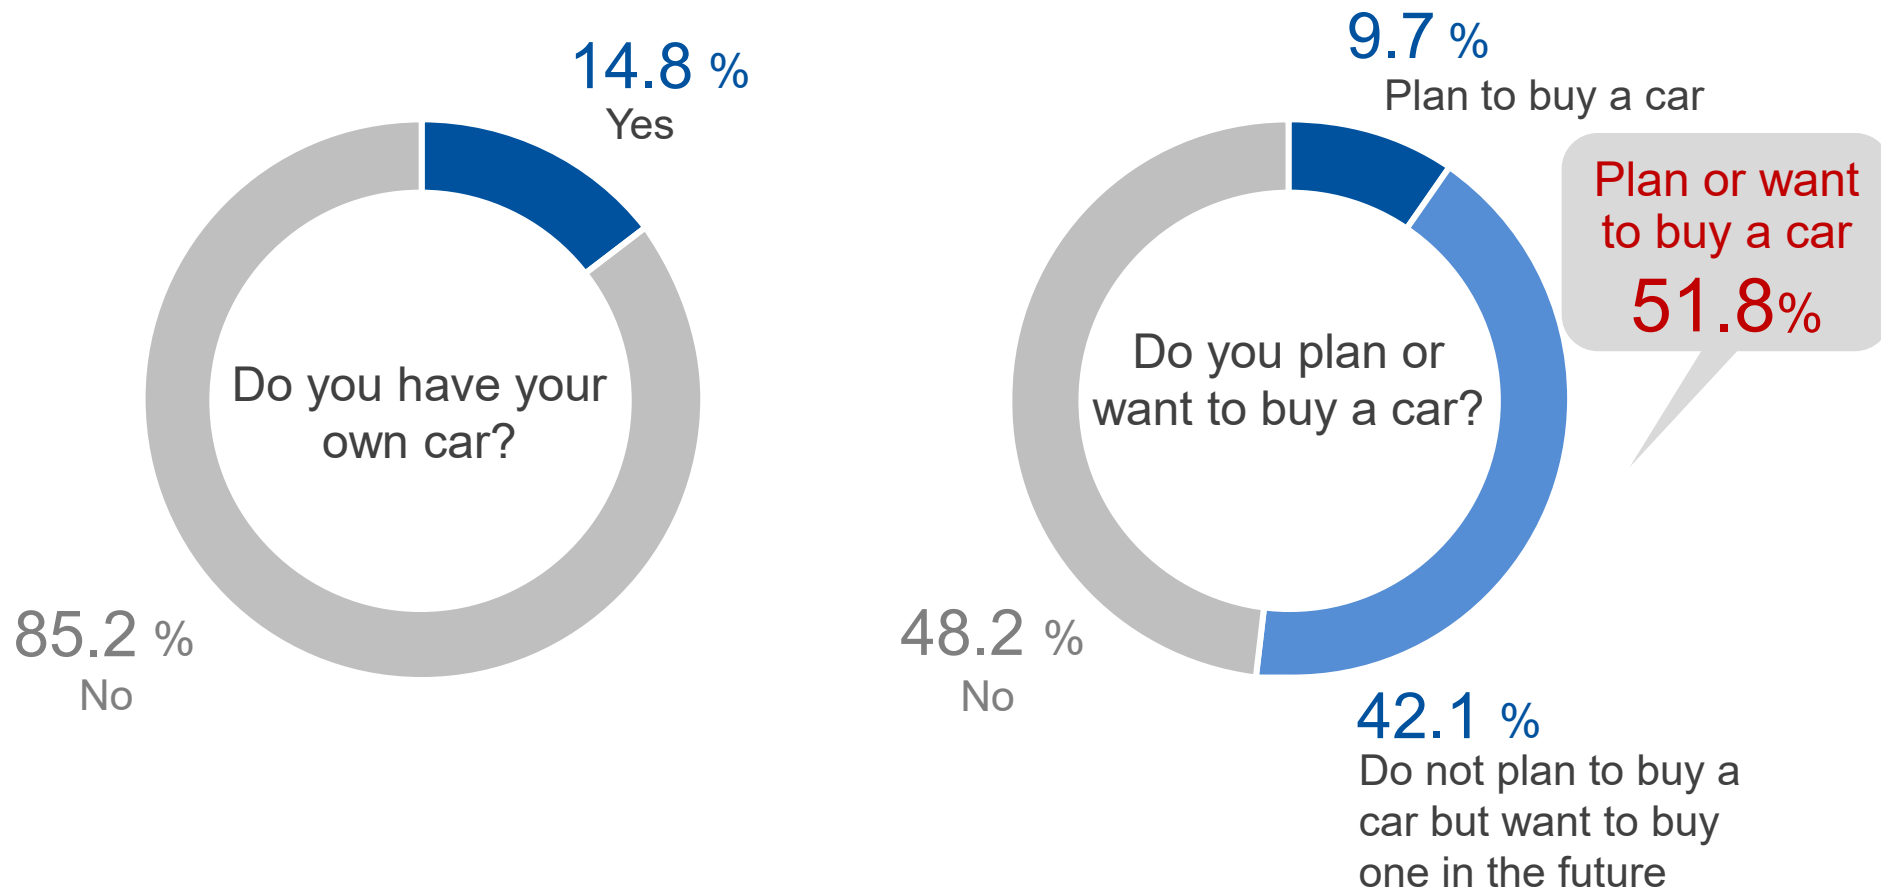 14.8 %
Yes
Do you have your
own car?
85.2 %
No
9.7 %
Plan to buy a car
Plan or want
to buy a car
51.8%
Do you plan or
want to buy a car?
48.2 %
No
42.1 %
Do not plan to buy a
car but want to buy
one in the future